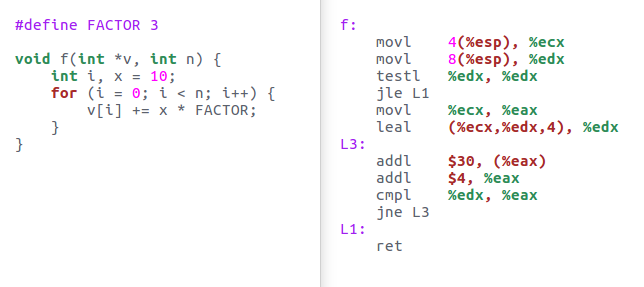 #define FACTOR 3
void f(int *v, int n) {
    int i, x = 10;
    for (i = 0; i < n; i++) {
        v[i] += x * FACTOR;
    }
}
f:
    movl    4(%esp), %ecx
    movl    8(%esp), %edx
    testl   %edx, %edx
    jle L1
    movl    %ecx, %eax
    leal    (%ecx,%edx,4), %edx
L3:
    addl    $30, (%eax)
    addl    $4, %eax
    cmpl    %edx, %eax
    jne L3
L1:
    ret